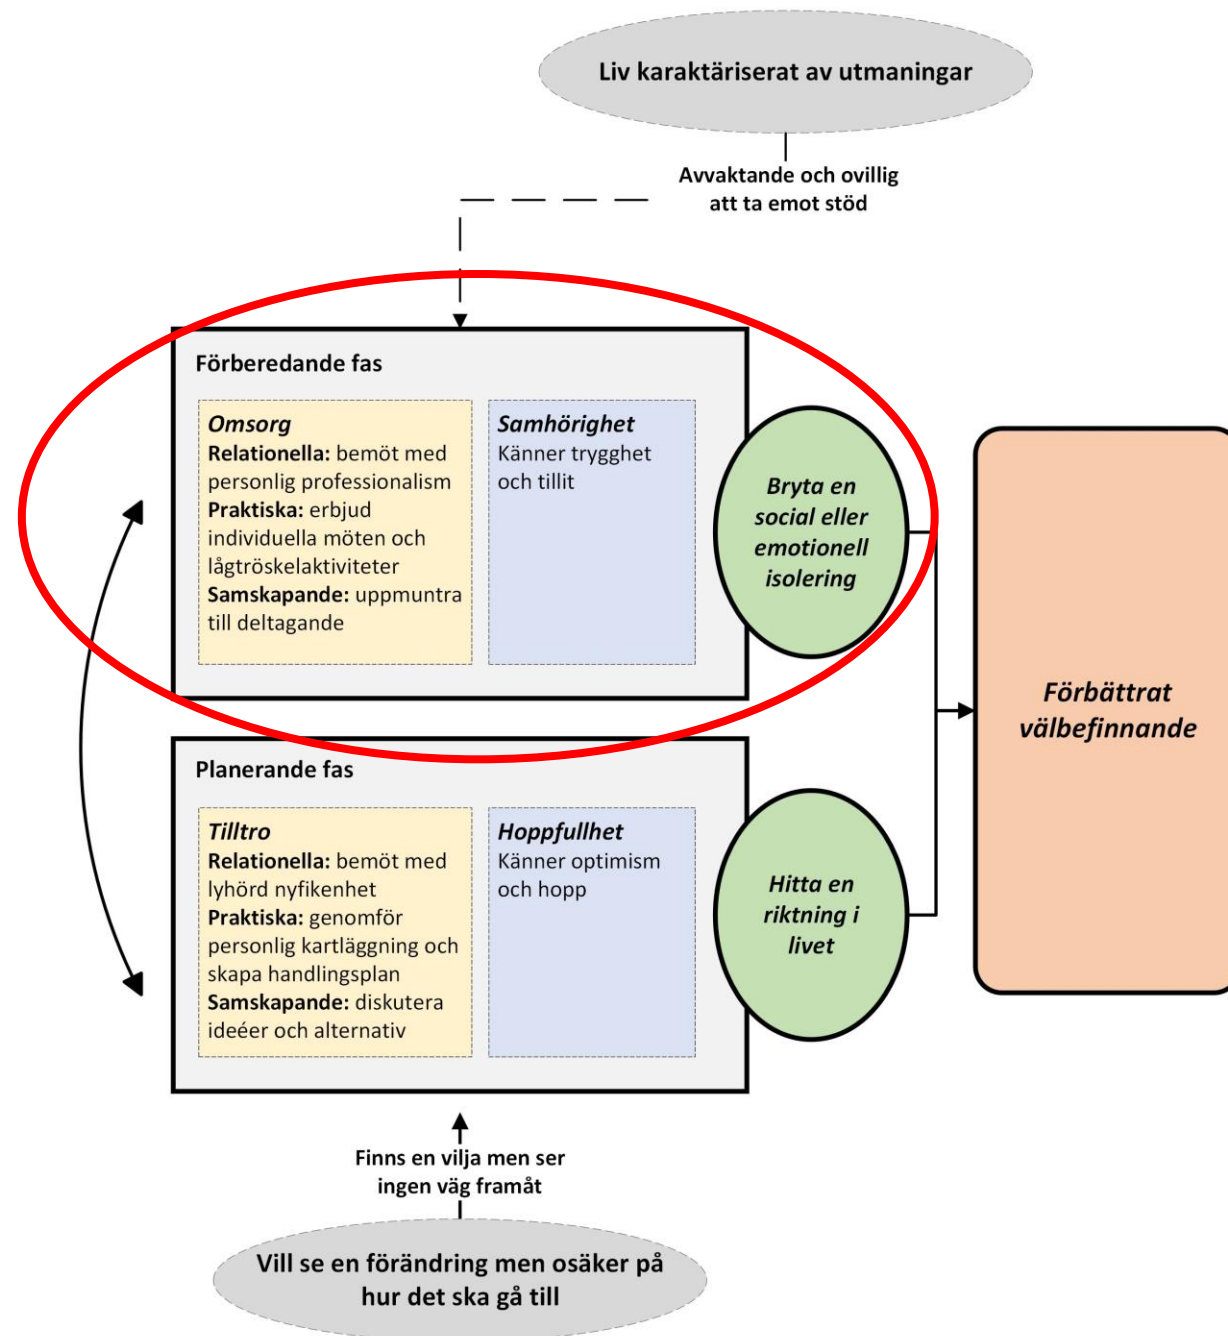 Liv karaktäriserat av utmaningar
Avvaktande och ovillig
att ta emot stöd
Förberedande fas
Omsorg
Relationella: bemöt med
personlig professionalism
Praktiska: erbjud
individuella möten och
lågtröskelaktiviteter
Samskapande: uppmuntra
till deltagande
Samhörighet
Känner trygghet
och tillit
Bryta en
social eller
emotionell
isolering
Förbättrat
välbefinnande
Planerande fas
Tilltro
Relationella: bemöt med
lyhörd nyfikenhet
Praktiska: genomför
personlig kartläggning och
skapa handlingsplan
Samskapande: diskutera
ideéer och alternativ
Hoppfullhet
Känner optimism
och hopp
Hitta en
riktning i
livet
Finns en vilja men ser
ingen väg framåt
Vill se en förändring men osäker på
hur det ska gå till